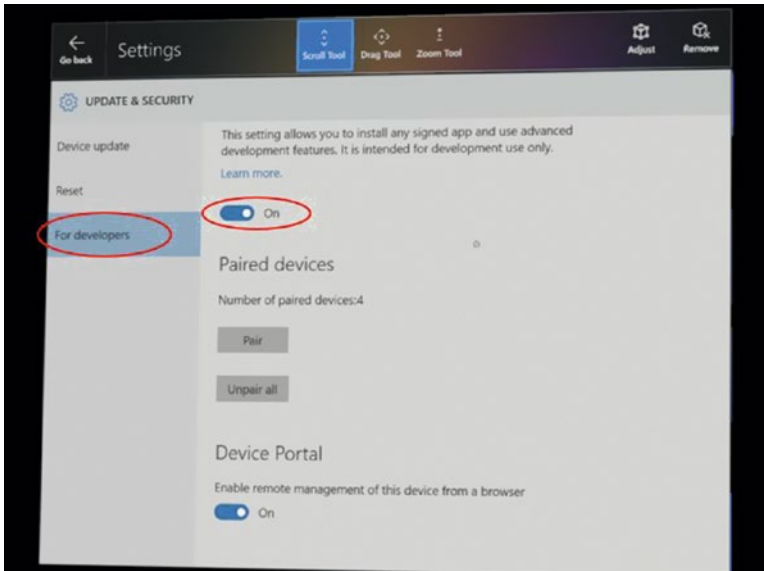 Go back
Settings
Scroll Tool
Drag Tool
Zoom Tool
Adjust
Remove
UPDATE & SECURITY
Device update
Reset
For developers
This setting allows you to install any signed app and use advanced
development features. It is intended for development use only.
Learn more.
On
Paired devices
Number of paired devices:4
Pair
Unpair all
Device Portal
Enable remote management of this device from a browser
On